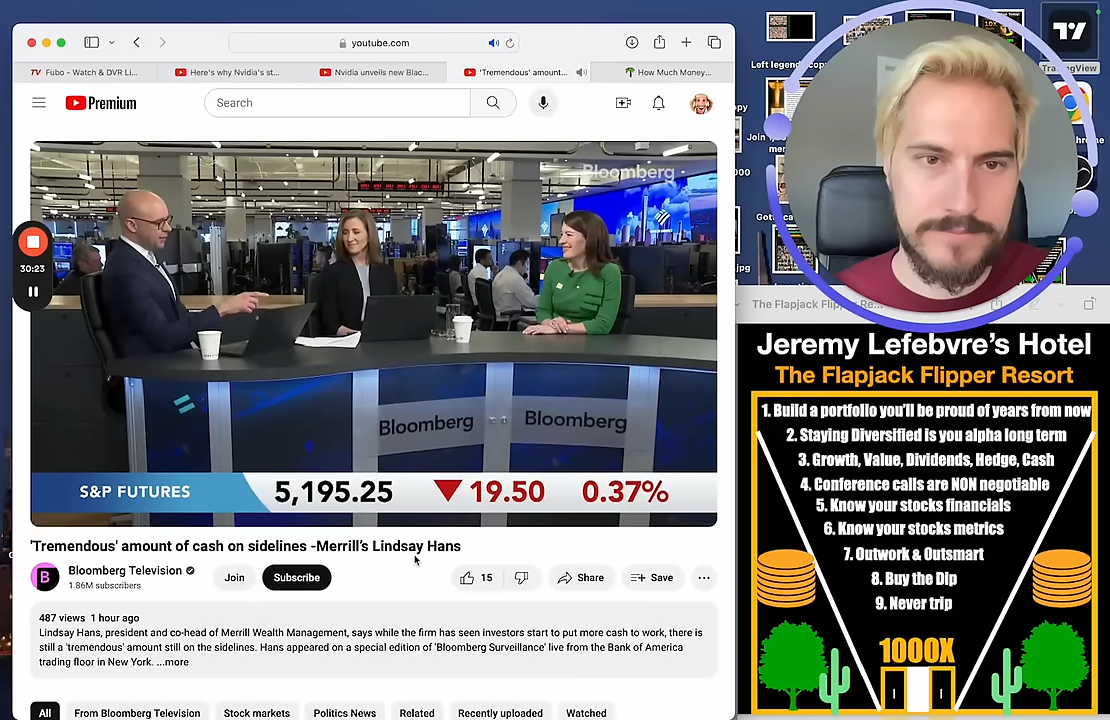 youtube.com
Fubo - Watch & DVR Li...
Here's why Nvidia's st...
Nvidia unveils new Blac...
'Tremendous' amount...
How Much Money...
Premium
Search
Bloomberg
30:23
Bloomberg
Bloomberg
S&P FUTURES
5,195.25
19.50
0.37%
'Tremendous' amount of cash on sidelines -Merrill's Lindsay Hans
B
Bloomberg Television
1.86M subscribers
Join
Subscribe
15
Share
Save
487 views 1 hour ago
Lindsay Hans, president and co-head of Merrill Wealth Management, says while the firm has seen investors start to put more cash to work, there is
still a 'tremendous' amount still on the sidelines. Hans appeared on a special edition of 'Bloomberg Surveillance' live from the Bank of America
trading floor in New York. ...more
All
From Bloomberg Television
Stock markets
Politics News
Related
Recently uploaded
Watched
Left legend copy
TradingView
Join
.jpg
The Flapjack Flipper Re...
Jeremy Lefebvre's Hotel
The Flapjack Flipper Resort
1. Build a portfolio you'll be proud of years from now
2. Staying Diversified is you alpha long term
3. Growth, Value, Dividends, Hedge, Cash
4. Conference calls are NON negotiable
5. Know your stocks financials
6. Know your stocks metrics
7. Outwork & Outsmart
8. Buy the Dip
9. Never trip
1000X